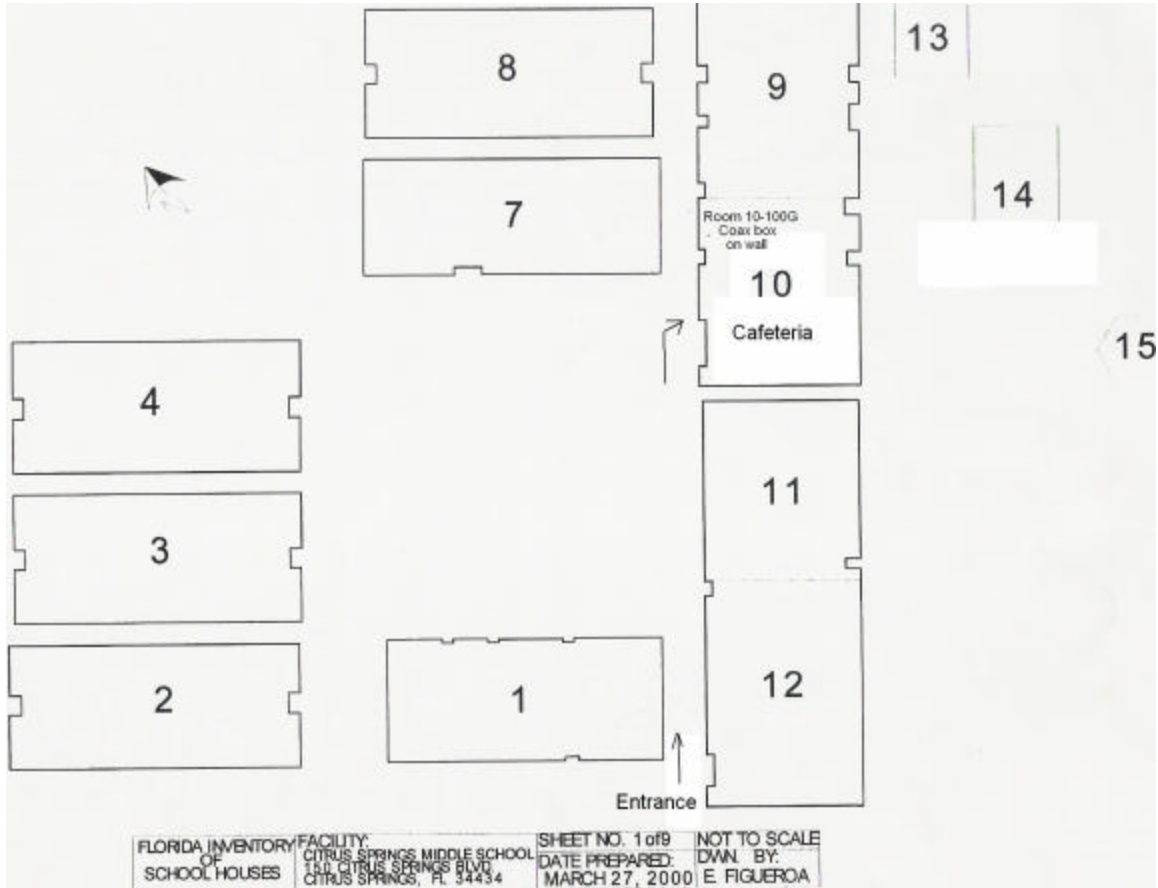 13
8
9
14
7
Room 10-100G
Coax box
on wall
10
Cafeteria
15
4
11
3
12
2
1
Entrance
FLORIDA INVENTORY
OF
SCHOOL HOUSES
FACILITY:
CITRUS SPRINGS MIDDLE SCHOOL
150 CITRUS SPRINGS BLVD.
CITRUS SPRINGS, FL 34434
SHEET NO. 1 of9
DATE PREPARED:
MARCH 27, 2000
NOT TO SCALE
DWN. BY:
E. FIGUEROA